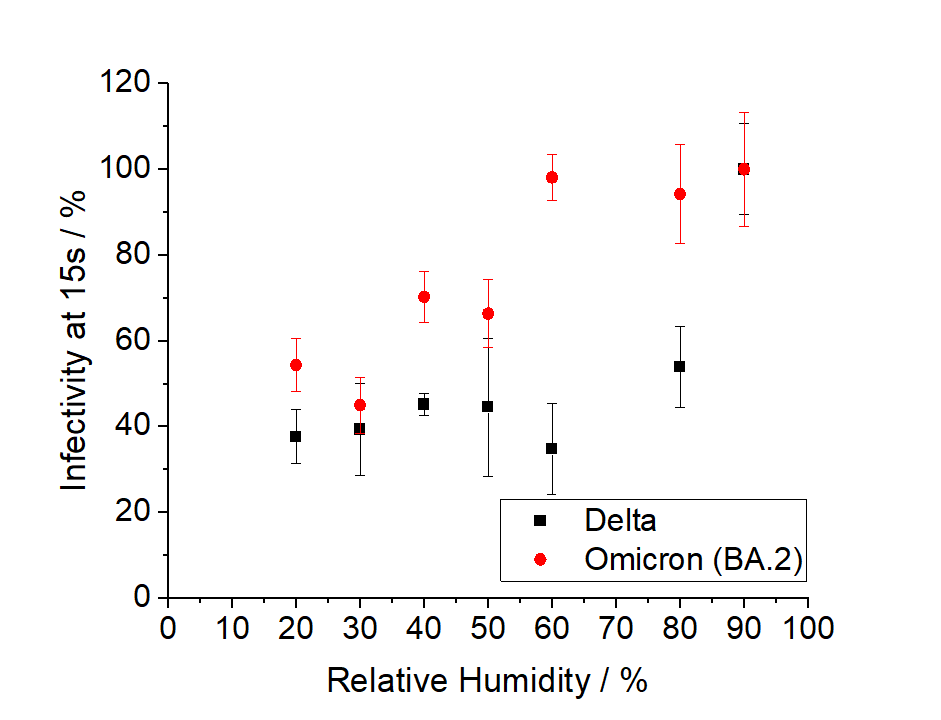 120
100
80
60
40
20
0
Infectivity at 15s / %
Delta
Omicron (BA.2)
0 10 20 30 40 50 60 70 80 90 100
Relative Humidity / %